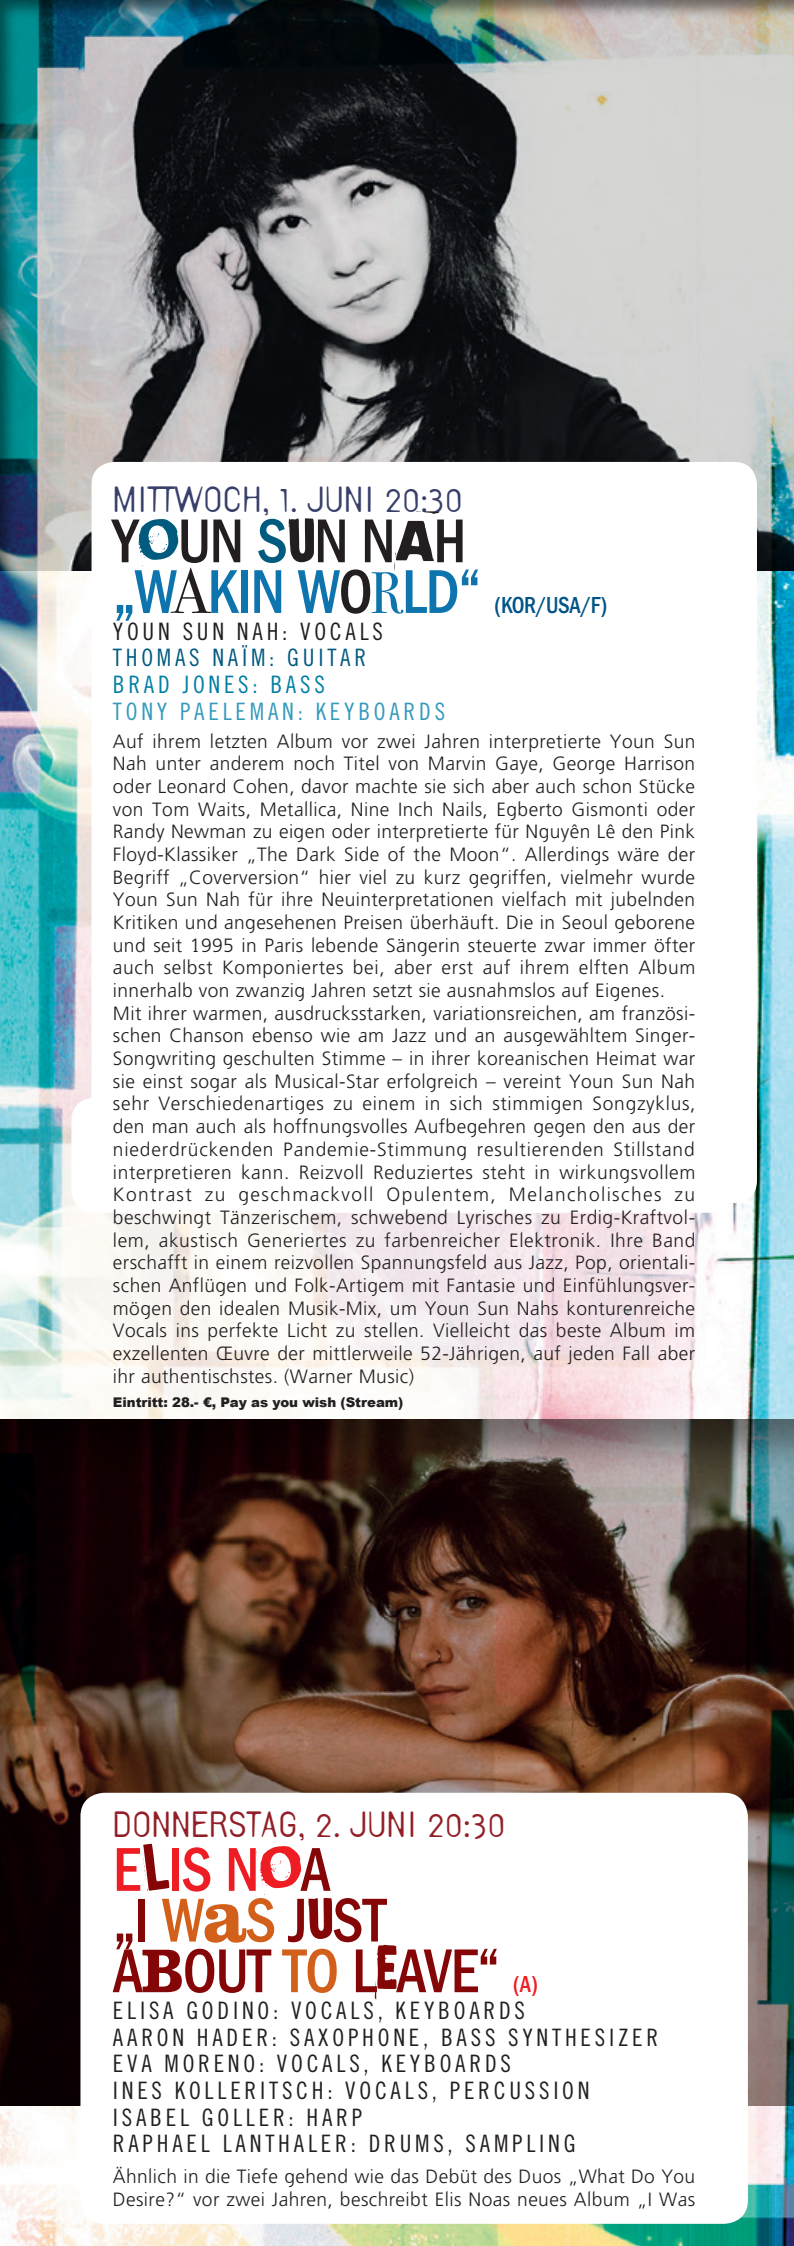 MITTWOCH, 1. JUNI 20:30
YOUN SUN NAH
„WAKIN WORLD“ (KOR/USA/F)
YOUN SUN NAH: VOCALS
THOMAS NAÏM: GUITAR
BRAD JONES: BASS
TONY PAELEMAN: KEYBOARDS
Auf ihrem letzten Album vor zwei Jahren interpretierte Youn Sun
Nah unter anderem noch Titel von Marvin Gaye, George Harrison
oder Leonard Cohen, davor machte sie sich aber auch schon Stücke
von Tom Waits, Metallica, Nine Inch Nails, Egberto Gismonti oder
Randy Newman zu eigen oder interpretierte für Nguyên Lê den Pink
Floyd-Klassiker „The Dark Side of the Moon“. Allerdings wäre der
Begriff „Coverversion“ hier viel zu kurz gegriffen, vielmehr wurde
Youn Sun Nah für ihre Neuinterpretationen vielfach mit jubelnden
Kritiken und angesehenen Preisen überhäuft. Die in Seoul geborene
und seit 1995 in Paris lebende Sängerin steuerte zwar immer öfter
auch selbst Komponiertes bei, aber erst auf ihrem elften Album
innerhalb von zwanzig Jahren setzt sie ausnahmslos auf Eigenes.
Mit ihrer warmen, ausdrucksstarken, variationsreichen, am französi-
schen Chanson ebenso wie am Jazz und an ausgewähltem Singer-
Songwriting geschulten Stimme – in ihrer koreanischen Heimat war
sie einst sogar als Musical-Star erfolgreich – vereint Youn Sun Nah
sehr Verschiedenartiges zu einem in sich stimmigen Songzyklus,
den man auch als hoffnungsvolles Aufbegehren gegen den aus der
niederdrückenden Pandemie-Stimmung resultierenden Stillstand
interpretieren kann. Reizvoll Reduziertes steht in wirkungsvollem
Kontrast zu geschmackvoll Opulentem, Melancholisches zu
beschwingt Tänzerischem, schwebend Lyrisches zu Erdig-Kraftvol-
lem, akustisch Generiertes zu farbenreicher Elektronik. Ihre Band
erschafft in einem reizvollen Spannungsfeld aus Jazz, Pop, orientali-
schen Anflügen und Folk-Artigem mit Fantasie und Einfühlungsver-
mögen den idealen Musik-Mix, um Youn Sun Nahs konturenreiche
Vocals ins perfekte Licht zu stellen. Vielleicht das beste Album im
exzellenten Œuvre der mittlerweile 52-Jährigen, auf jeden Fall aber
ihr authentischstes. (Warner Music)
Eintritt: 28.- €, Pay as you wish (Stream)
DONNERSTAG, 2. JUNI 20:30
ELIS NOA
„I WaS JUST
ABOUT TO LEAVE“ (A)
ELISA GODINO: VOCALS, KEYBOARDS
AARON HADER: SAXOPHONE, BASS SYNTHESIZER
EVA MORENO: VOCALS, KEYBOARDS
INES KOLLERITSCH: VOCALS, PERCUSSION
ISABEL GOLLER: HARP
RAPHAEL LANTHALER: DRUMS, SAMPLING
Ähnlich in die Tiefe gehend wie das Debüt des Duos „What Do You
Desire?“ vor zwei Jahren, beschreibt Elis Noas neues Album „I Was